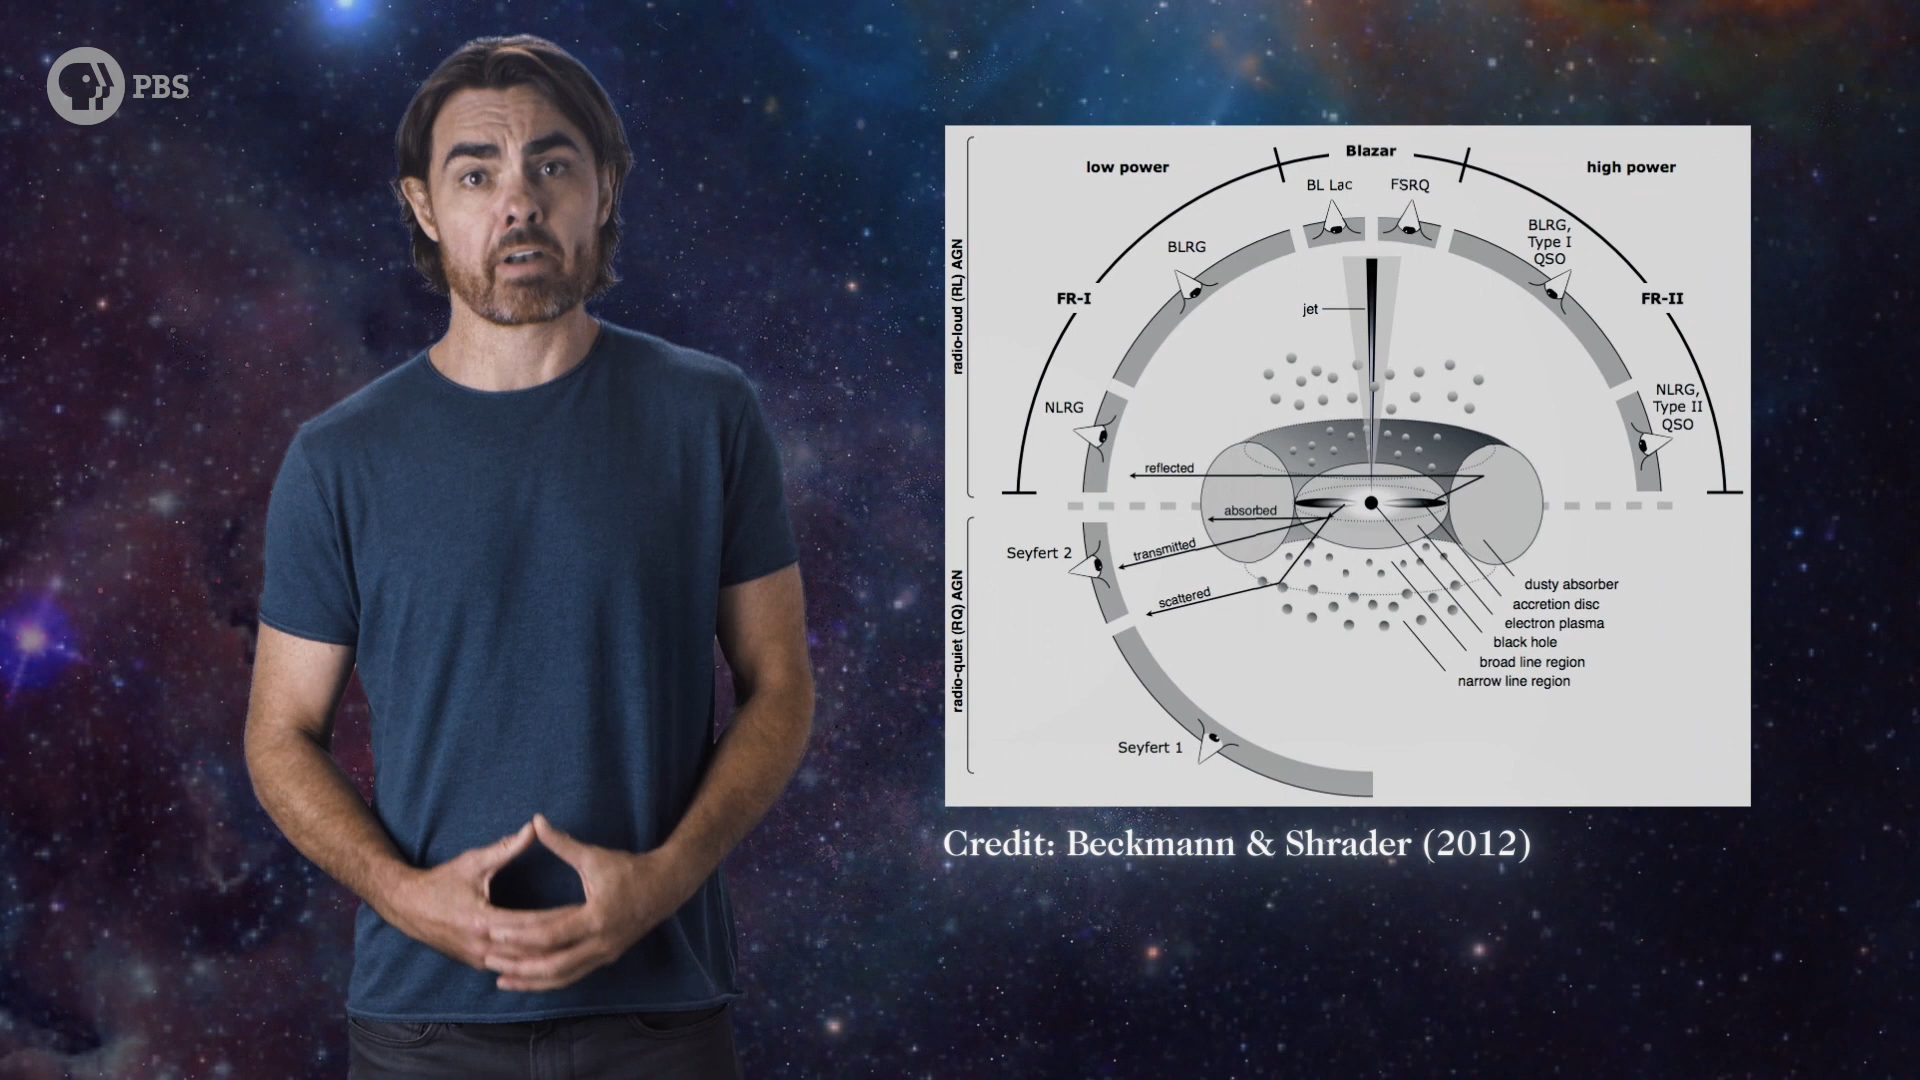 PBS
low power
Blazar
high power
BL Lac
FSRQ
BLRG
BLRG,
Type I
QSO
radio-loud (RL) AGN
FR-I
FR-II
jet
NLRG
NLRG,
Type II
QSO
reflected
absorbed
transmitted
scattered
Seyfert 2
dusty absorber
accretion disc
electron plasma
black hole
broad line region
narrow line region
radio-quiet (RQ) AGN
Seyfert 1
Credit: Beckmann & Shrader (2012)